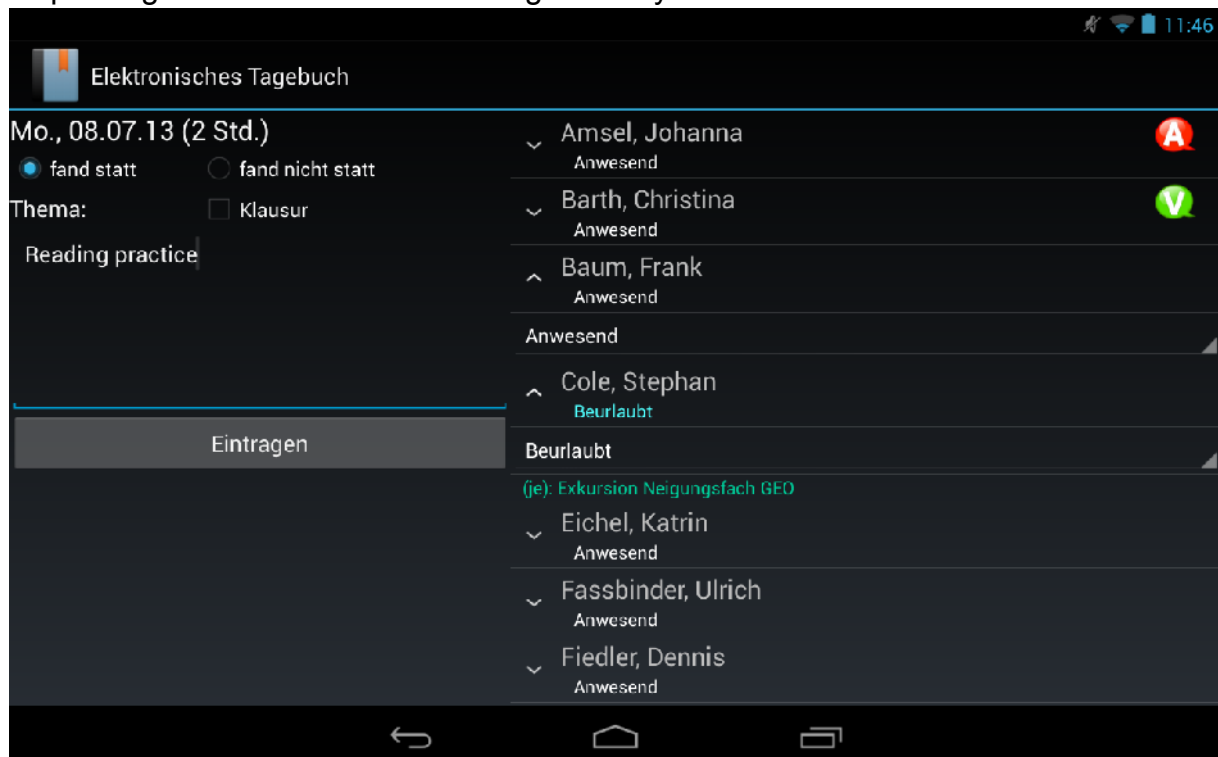 11:46
Elektronisches Tagebuch
Mo., 08.07.13 (2 Std.)
fand statt fand nicht statt
Thema: Klausur
Reading practice
Eintragen
Amsel, Johanna A
Anwesend
Barth, Christina V
Anwesend
Baum, Frank
Anwesend
Anwesend
Cole, Stephan
Beurlaubt
Beurlaubt
(je): Exkursion Neigungsfach GEO
Eichel, Katrin
Anwesend
Fassbinder, Ulrich
Anwesend
Fiedler, Dennis
Anwesend